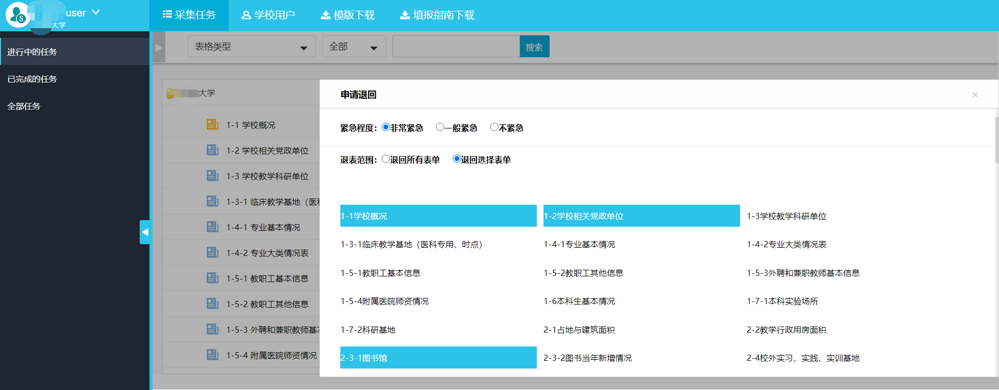 user
大学
采集任务
学校用户
模版下载
填报指南下载
进行中的任务
已完成的任务
全部任务
表格类型
全部
搜索
大学
1-1 学校概况
1-2 学校相关党政单位
1-3 学校教学科研单位
1-3-1 临床教学基地（医
1-4-1 专业基本情况
1-4-2 专业大类情况表
1-5-1 教职工基本信息
1-5-2 教职工其他信息
1-5-3 外聘和兼职教师基
1-5-4 附属医院师资情况
申请退回
×
紧急程度：非常紧急 一般紧急 不紧急
退表范围：退回所有表单 退回选择表单
1-1学校概况
1-2学校相关党政单位
1-3学校教学科研单位
1-3-1临床教学基地（医科专用、时点）
1-4-1专业基本情况
1-4-2专业大类情况表
1-5-1教职工基本信息
1-5-2教职工其他信息
1-5-3外聘和兼职教师基本信息
1-5-4附属医院师资情况
1-6本科生基本情况
1-7-1本科实验场所
1-7-2科研基地
2-1占地与建筑面积
2-2教学行政用房面积
2-3-1图书馆
2-3-2图书当年新增情况
2-4校外实习、实践、实训基地